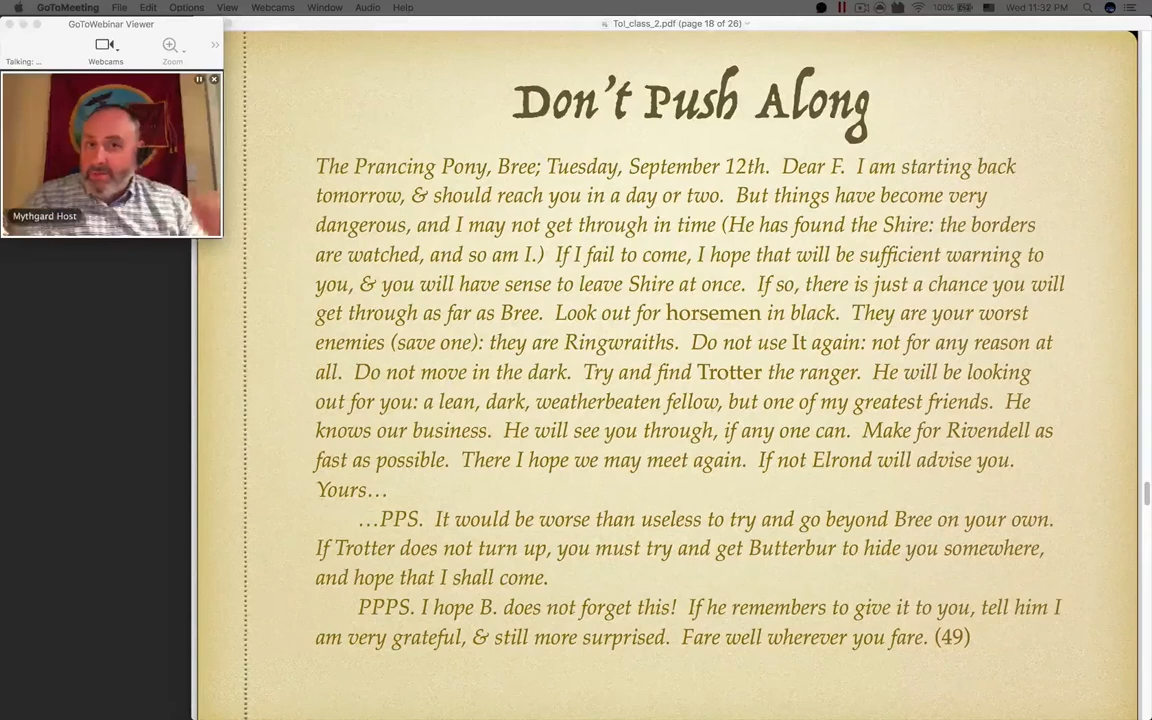 GoToMeeting File Edit Options View Webcams Window Audio Help 100% Wed 11:32 PM
GoToWebinar Viewer
Tol_class_2.pdf (page 18 of 26)
Talking: ...
Webcams
Zoom
Mythgard Host
Don't Push Along
The Prancing Pony, Bree; Tuesday, September 12th. Dear F. I am starting back
tomorrow, & should reach you in a day or two. But things have become very
dangerous, and I may not get through in time (He has found the Shire: the borders
are watched, and so am I.) If I fail to come, I hope that will be sufficient warning to
you, & you will have sense to leave Shire at once. If so, there is just a chance you will
get through as far as Bree. Look out for horsemen in black. They are your worst
enemies (save one): they are Ringwraiths. Do not use It again: not for any reason at
all. Do not move in the dark. Try and find Trotter the ranger. He will be looking
out for you: a lean, dark, weatherbeaten fellow, but one of my greatest friends. He
knows our business. He will see you through, if any one can. Make for Rivendell as
fast as possible. There I hope we may meet again. If not Elrond will advise you.
Yours…
…PPS. It would be worse than useless to try and go beyond Bree on your own.
If Trotter does not turn up, you must try and get Butterbur to hide you somewhere,
and hope that I shall come.
PPPS. I hope B. does not forget this! If he remembers to give it to you, tell him I
am very grateful, & still more surprised. Fare well wherever you fare. (49)